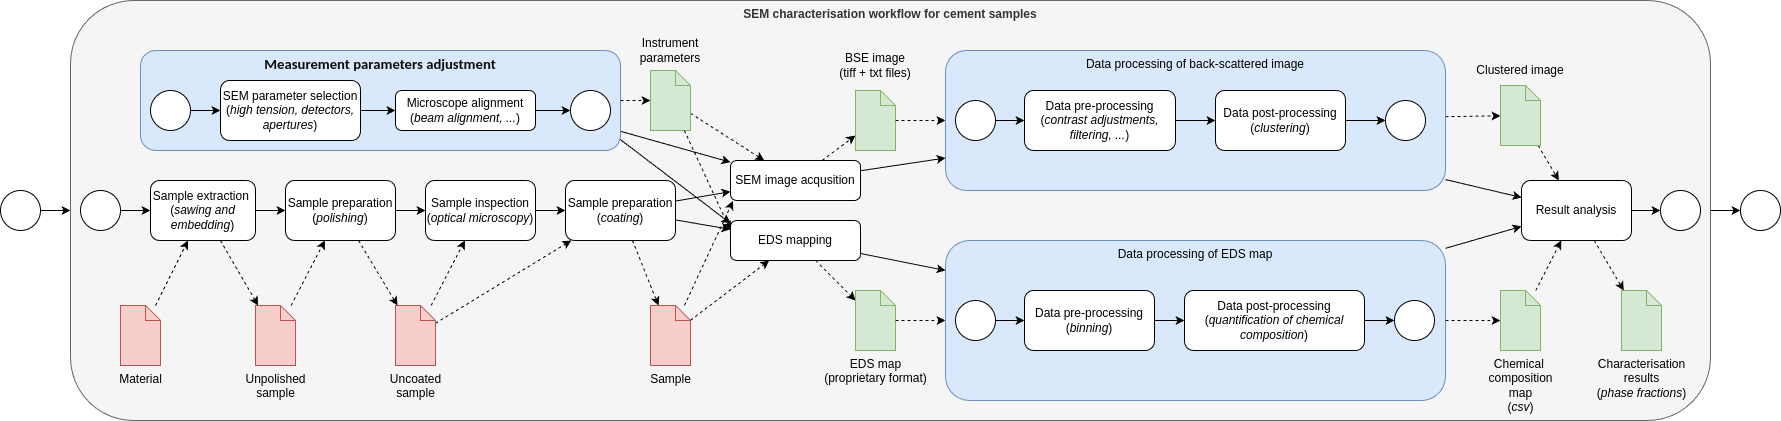 SEM characterisation workflow for cement samples
Measurement parameters adjustment
SEM parameter selection
(high tension, detectors,
apertures)
Microscope alignment
(beam alignment, ...)
Instrument
parameters
BSE image
(tiff + txt files)
Data processing of back-scattered image
Data pre-processing
(contrast adjustments,
filtering, ...)
Data post-processing
(clustering)
Clustered image
Sample extraction
(sawing and
embedding)
Sample preparation
(polishing)
Sample inspection
(optical microscopy)
Sample preparation
(coating)
SEM image acqusition
EDS mapping
Result analysis
Data processing of EDS map
Data pre-processing
(binning)
Data post-processing
(quantification of chemical
composition)
Material
Unpolished
sample
Uncoated
sample
Sample
EDS map
(proprietary format)
Chemical
composition
map
(csv)
Characterisation
results
(phase fractions)